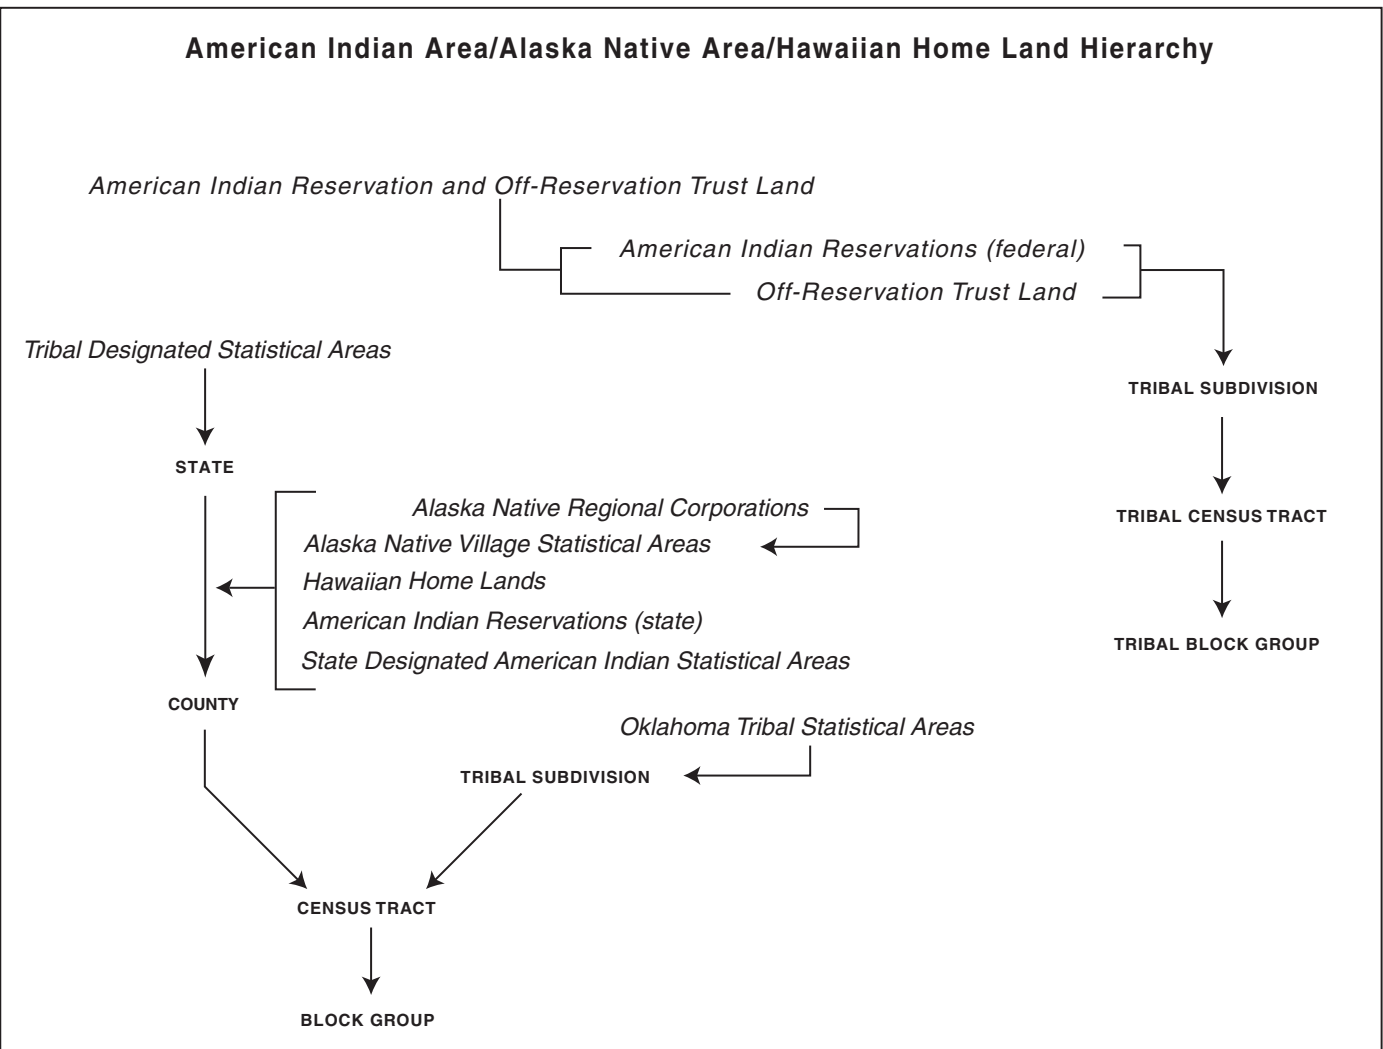 American Indian Area/Alaska Native Area/Hawaiian Home Land Hierarchy
American Indian Reservation and Off-Reservation Trust Land
American Indian Reservations (federal)
Off-Reservation Trust Land
Tribal Designated Statistical Areas
TRIBAL SUBDIVISION
STATE
Alaska Native Regional Corporations
TRIBAL CENSUS TRACT
Alaska Native Village Statistical Areas
Hawaiian Home Lands
American Indian Reservations (state)
TRIBAL BLOCK GROUP
State Designated American Indian Statistical Areas
COUNTY
Oklahoma Tribal Statistical Areas
TRIBAL SUBDIVISION
CENSUS TRACT
BLOCK GROUP